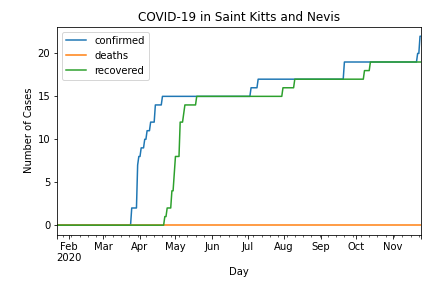 COVID-19 in Saint Kitts and Nevis
confirmed
deaths
recovered
Number of Cases
20
15
10
5
0
Feb Mar Apr May Jun Jul Aug Sep Oct Nov
2020
Day